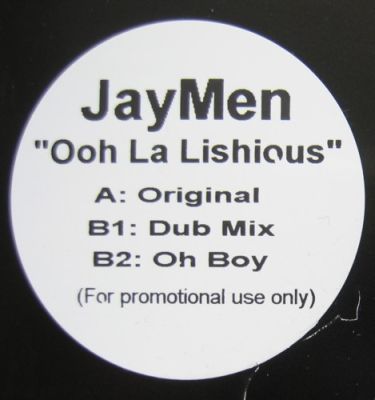 JayMen
"Ooh La Lishious"
A: Original
B1: Dub Mix
B2: Oh Boy
(For promotional use only)